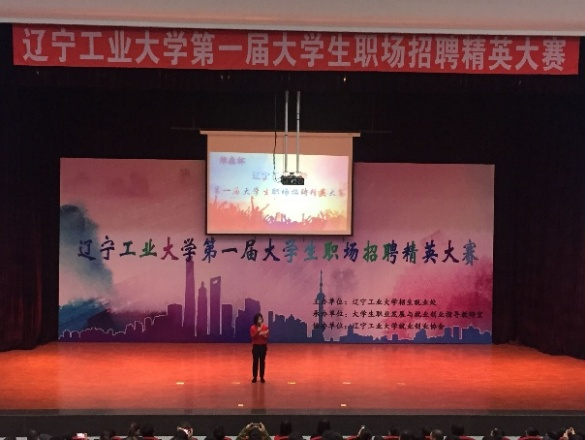 辽宁工业大学第一届大学生职场招聘精英大赛
辽宁
第一届大学生职场招聘精英大赛
辽宁工业大学第一届大学生职场招聘精英大赛
主办单位：辽宁工业大学招生就业处
承办单位：大学生职业发展与就业创业指导教研室
协办单位：辽宁工业大学就业创业协会